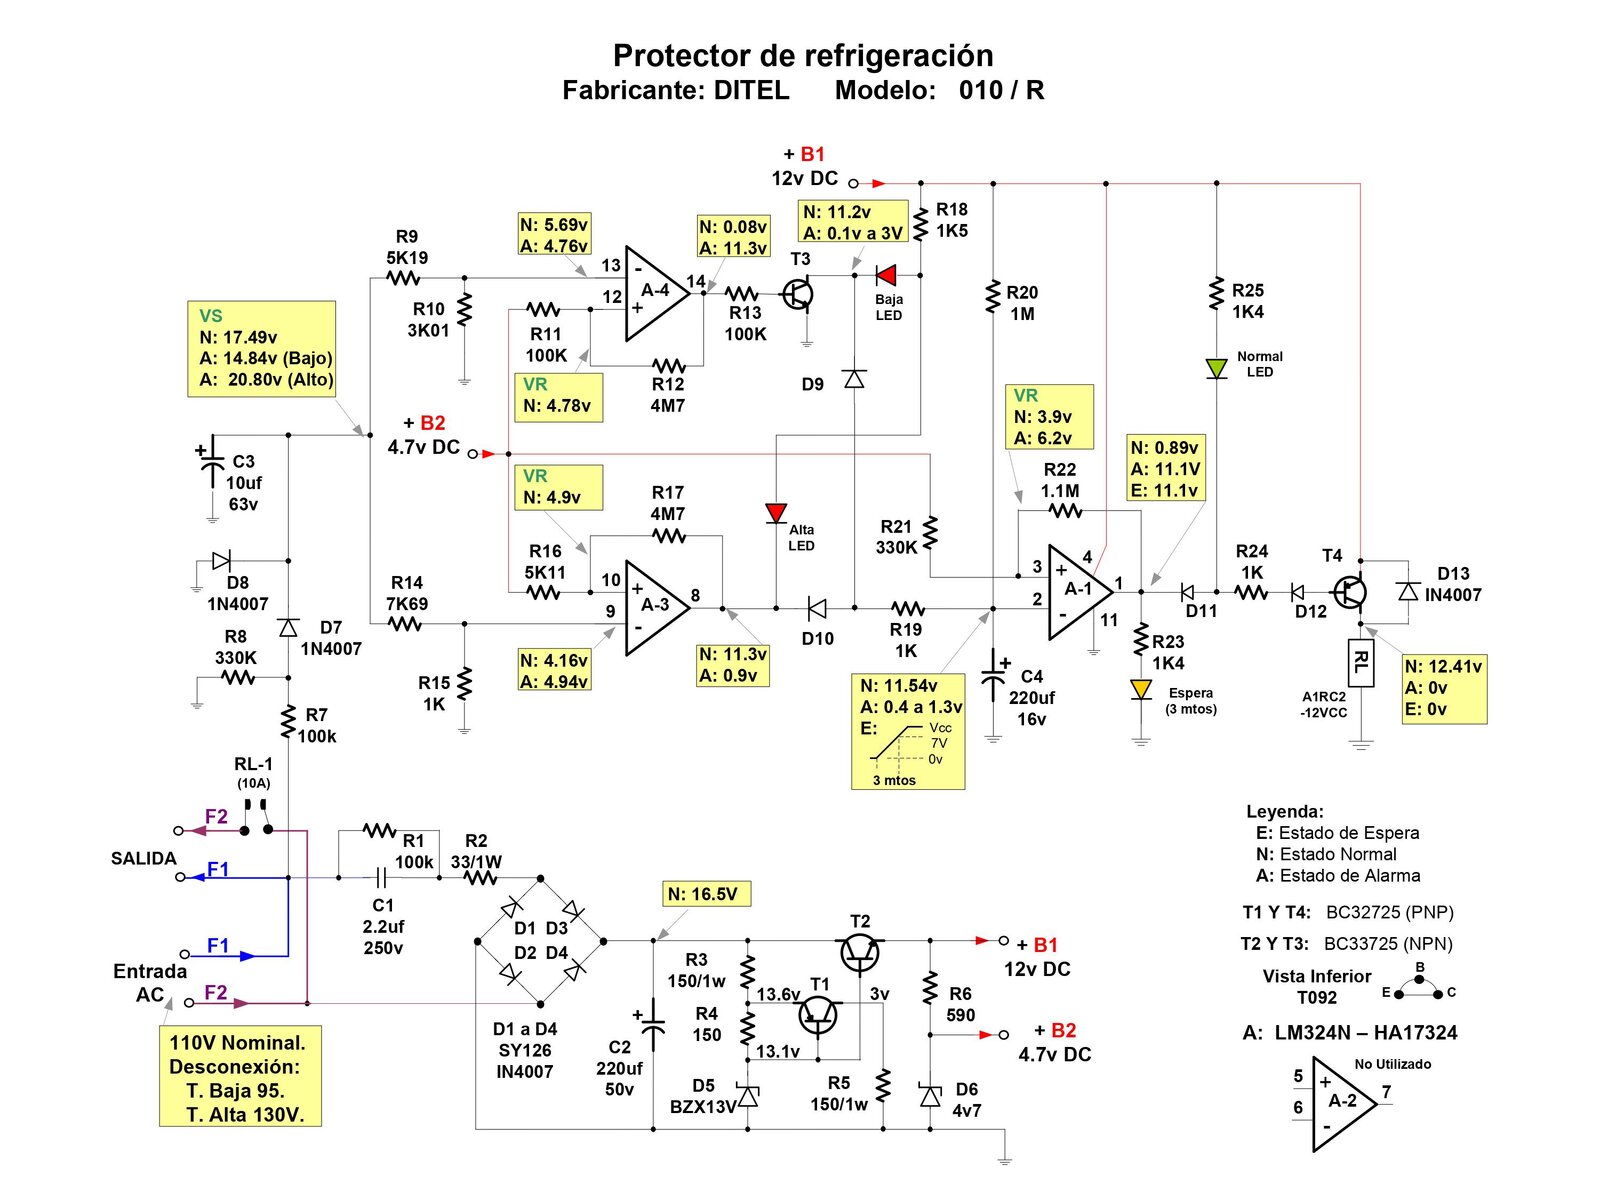 Protector de refrigeración
Fabricante: DITEL Modelo: 010 / R
+ B1
12v DC
N: 5.69v
A: 4.76v
N: 0.08v
A: 11.3v
N: 11.2v
A: 0.1v a 3V
R18
1K5
R9
5K19
13
12
14
-
+
A-4
T3
Baja
LED
R10
3K01
R11
100K
R13
100K
R20
1M
R25
1K4
VS
N: 17.49v
A: 14.84v (Bajo)
A: 20.80v (Alto)
VR
N: 4.78v
R12
4M7
D9
Normal
LED
+ B2
4.7v DC
VR
N: 3.9v
A: 6.2v
N: 0.89v
A: 11.1V
E: 11.1v
+
C3
10uf
63v
VR
N: 4.9v
R17
4M7
R22
1.1M
Alta
LED
R21
330K
R16
5K11
10
9
8
+
-
A-3
3
2
4
1
11
+
-
A-1
R24
1K
T4
D8
1N4007
R14
7K69
D10
R19
1K
D11
D12
D13
IN4007
D7
1N4007
R8
330K
N: 4.16v
A: 4.94v
N: 11.3v
A: 0.9v
R23
1K4
RL
N: 12.41v
A: 0v
E: 0v
R15
1K
N: 11.54v
A: 0.4 a 1.3v
E:
Vcc
7V
0v
3 mtos
+
C4
220uf
16v
Espera
(3 mtos)
A1RC2
-12VCC
R7
100k
RL-1
(10A)
F2
SALIDA
F1
R1
100k
R2
33/1W
C1
2.2uf
250v
F1
Entrada
AC
F2
110V Nominal.
Desconexión:
T. Baja 95.
T. Alta 130V.
D1 D3
D2 D4
D1 a D4
SY126
IN4007
N: 16.5V
+
C2
220uf
50v
R3
150/1w
R4
150
13.6v
13.1v
T1
T2
3v
D5
BZX13V
R5
150/1w
R6
590
D6
4v7
+ B1
12v DC
+ B2
4.7v DC
Leyenda:
E: Estado de Espera
N: Estado Normal
A: Estado de Alarma
T1 Y T4: BC32725 (PNP)
T2 Y T3: BC33725 (NPN)
Vista Inferior
T092
B
E
C
A: LM324N – HA17324
No Utilizado
5
6
7
+
-
A-2